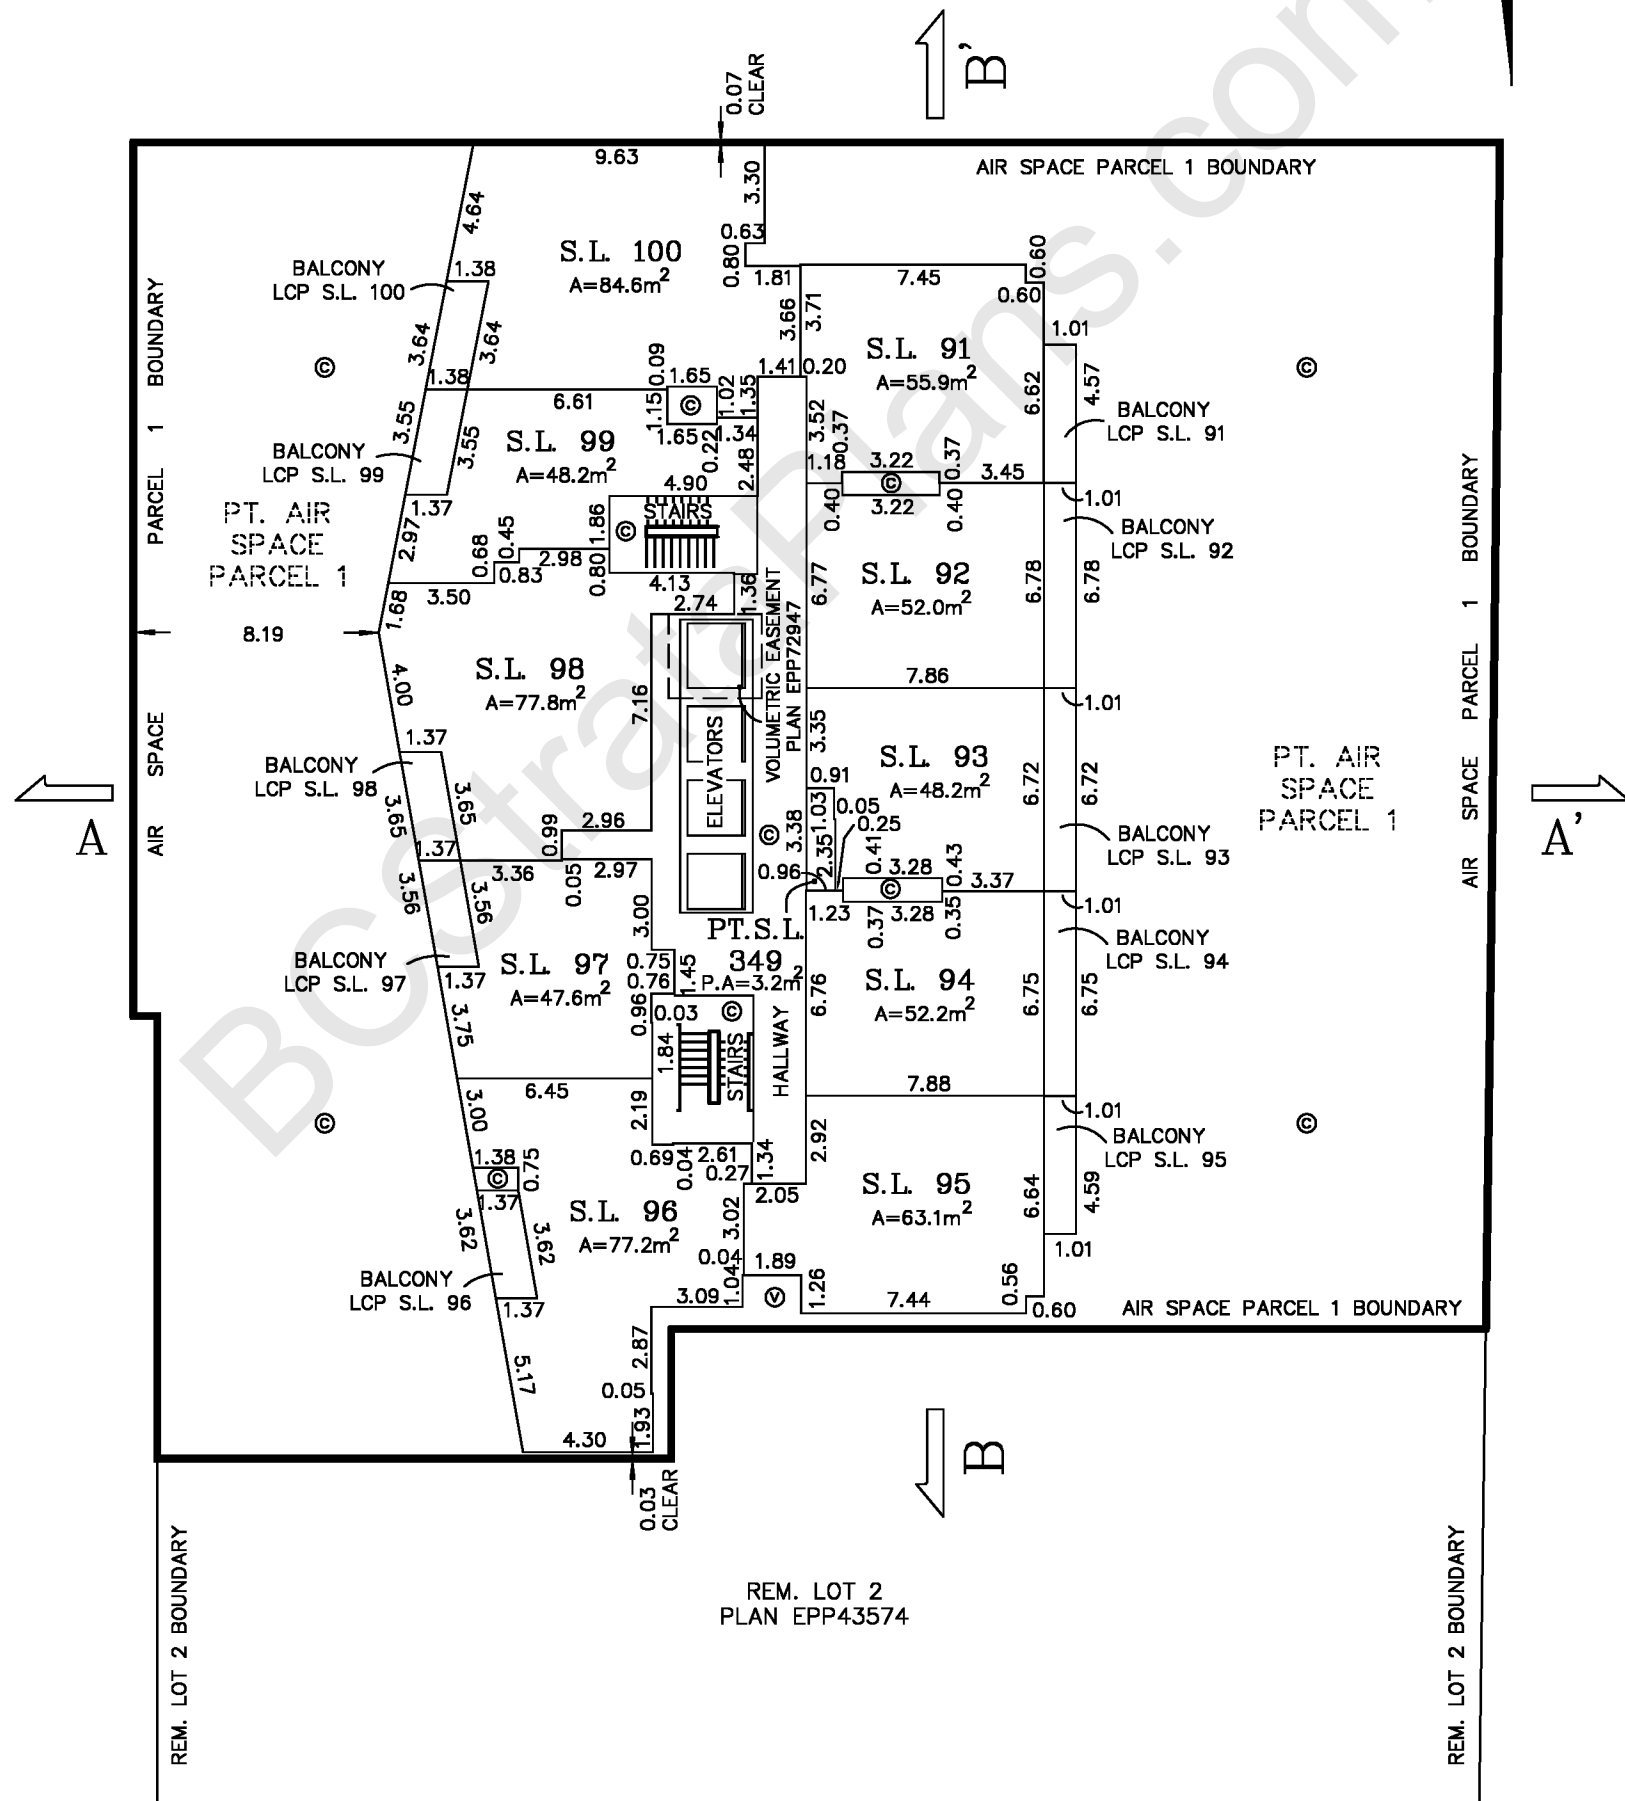 BCStrataPlans.com
B'
0.07
CLEAR
9.63
3.30
AIR SPACE PARCEL 1 BOUNDARY
4.64
0.63
0.80
1.81
7.45
0.60
0.60
S.L. 100
A=84.6m²
BALCONY
LCP S.L. 100
1.38
3.64
3.64
3.66
3.71
1.01
S.L. 91
A=55.9m²
6.62
4.57
BALCONY
LCP S.L. 91
©
©
1.38
6.61
0.09
1.65
1.15
©
1.02
1.35
1.41
0.20
1.65
1.34
0.22
2.48
3.52
0.37
3.55
3.55
BALCONY
LCP S.L. 99
S.L. 99
A=48.2m²
1.37
1.18
3.22
0.37
3.45
©
0.40
3.22
0.40
1.01
BALCONY
LCP S.L. 92
4.90
STAIRS
©
1.86
0.80
4.13
PT. AIR
SPACE
PARCEL 1
2.97
0.68
0.45
0.83
2.98
3.50
1.68
8.19
1.36
2.74
S.L. 92
A=52.0m²
6.77
6.78
6.78
S.L. 98
A=77.8m²
4.00
7.16
VOLUMETRIC EASEMENT
PLAN EPP72947
ELEVATORS
7.86
1.01
3.35
S.L. 93
A=48.2m²
6.72
6.72
PT. AIR
SPACE
PARCEL 1
1.37
BALCONY
LCP S.L. 98
3.65
3.65
A
A'
0.91
1.03
0.05
0.25
3.38
2.35
0.41
3.28
0.43
3.37
BALCONY
LCP S.L. 93
©
0.96
2.96
0.99
1.37
3.36
0.05
2.97
3.56
3.56
3.00
1.23
0.37
©
3.28
0.35
1.01
BALCONY
LCP S.L. 94
PT.S.L.
349
P.A=3.2m²
0.75
0.76
1.45
BALCONY
LCP S.L. 97
1.37
S.L. 97
A=47.6m²
0.96
0.03
©
STAIRS
1.84
HALLWAY
6.76
S.L. 94
A=52.2m²
6.75
6.75
3.75
6.45
7.88
1.01
BALCONY
LCP S.L. 95
©
©
3.00
2.19
0.69
0.04
2.61
0.27
1.34
2.05
2.92
1.38
©
0.75
1.37
S.L. 96
A=77.2m²
S.L. 95
A=63.1m²
6.64
4.59
1.01
3.62
3.62
3.02
0.04
1.89
1.04
BALCONY
LCP S.L. 96
1.37
3.09
Ⓥ
1.26
7.44
0.56
0.60
AIR SPACE PARCEL 1 BOUNDARY
5.17
2.87
0.05
1.93
4.30
0.03
CLEAR
B
AIR SPACE PARCEL 1 BOUNDARY
AIR SPACE PARCEL 1 BOUNDARY
REM. LOT 2
PLAN EPP43574
REM. LOT 2 BOUNDARY
REM. LOT 2 BOUNDARY